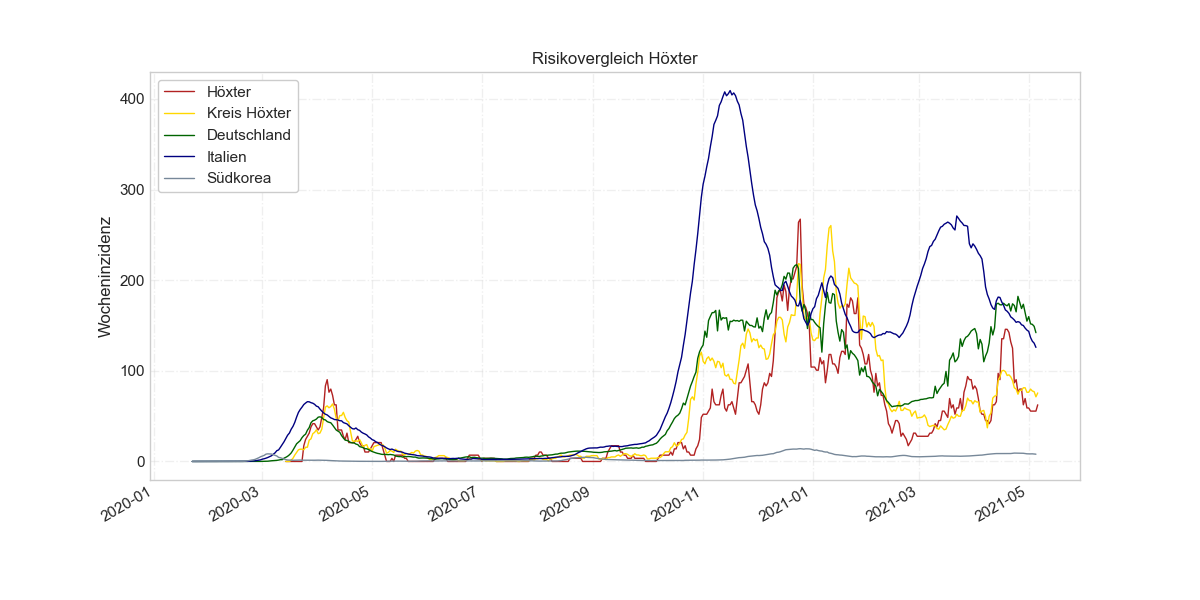 Risikovergleich Höxter
Höxter
Kreis Höxter
Deutschland
Italien
Südkorea
Wocheninzidenz
400
300
200
100
0
2020-01
2020-03
2020-05
2020-07
2020-09
2020-11
2021-01
2021-03
2021-05